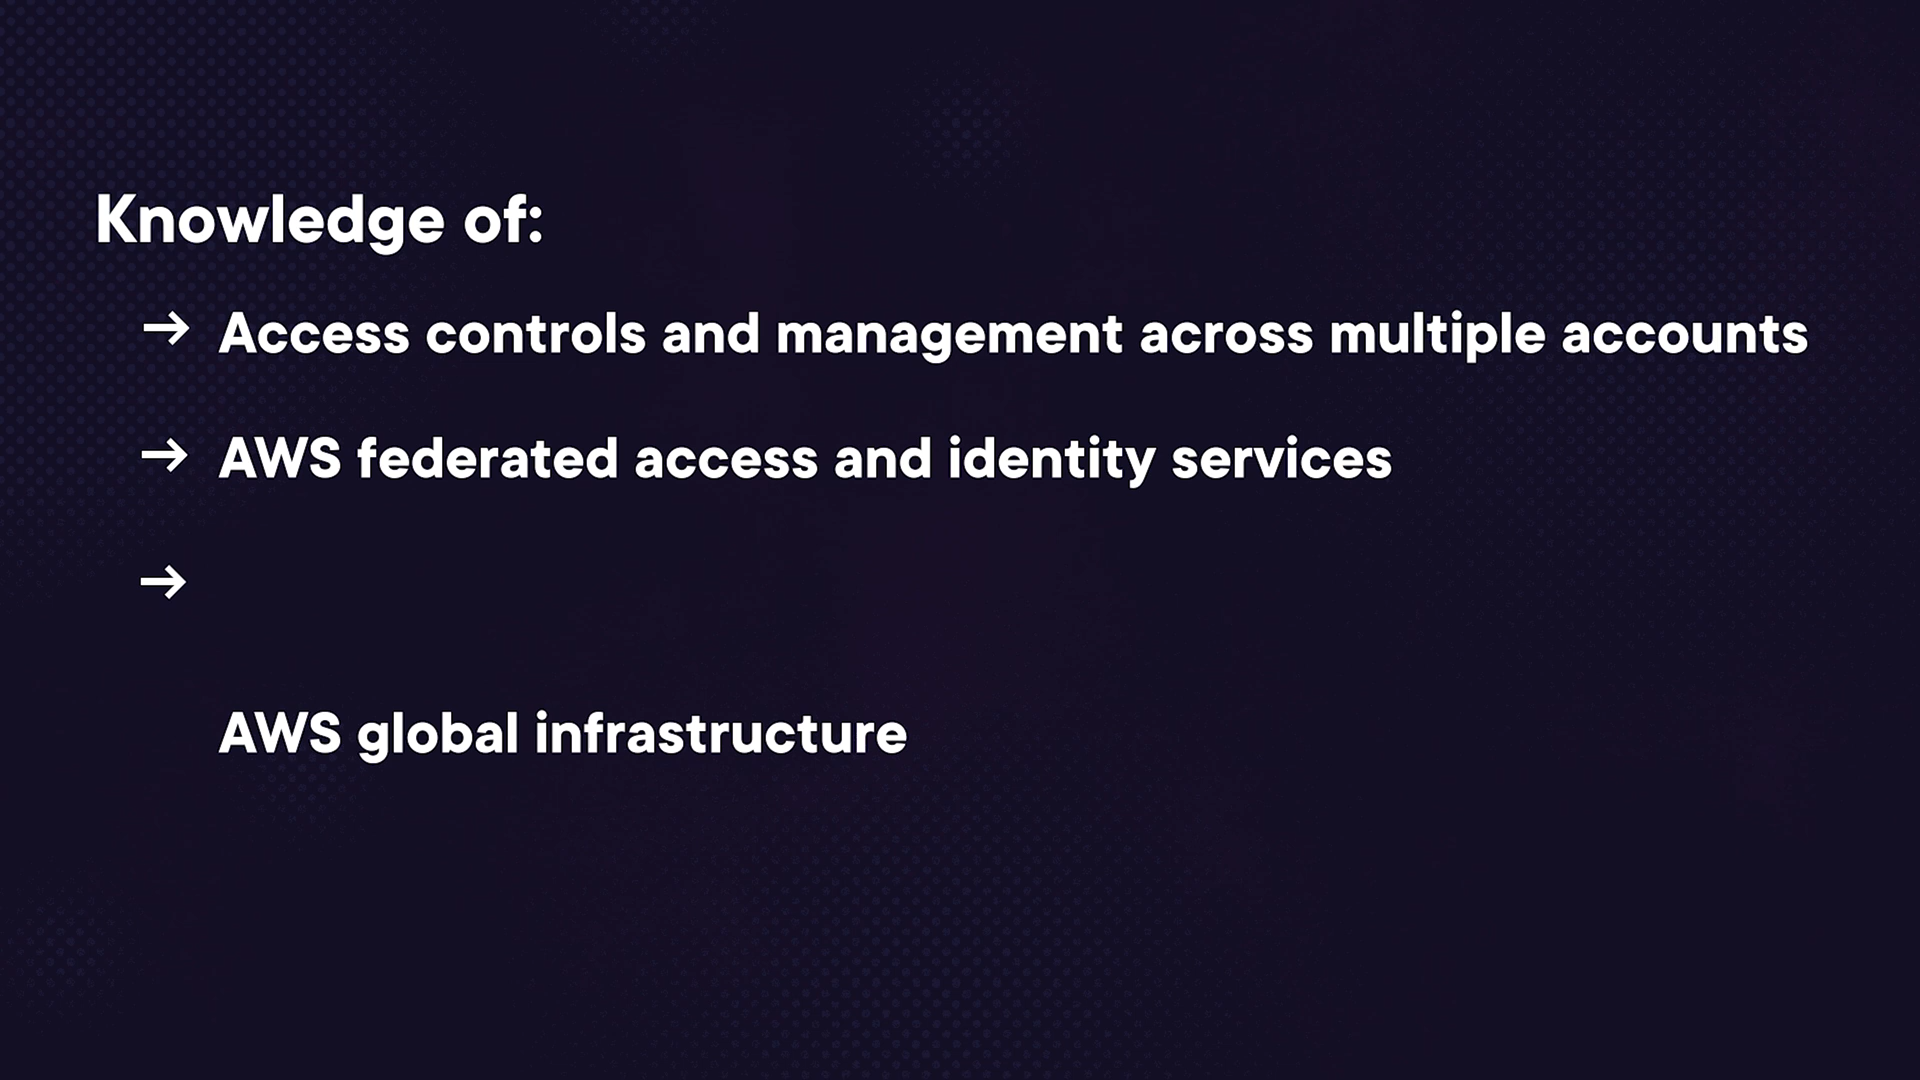 Knowledge of:
→ Access controls and management across multiple accounts
→ AWS federated access and identity services
→
AWS global infrastructure